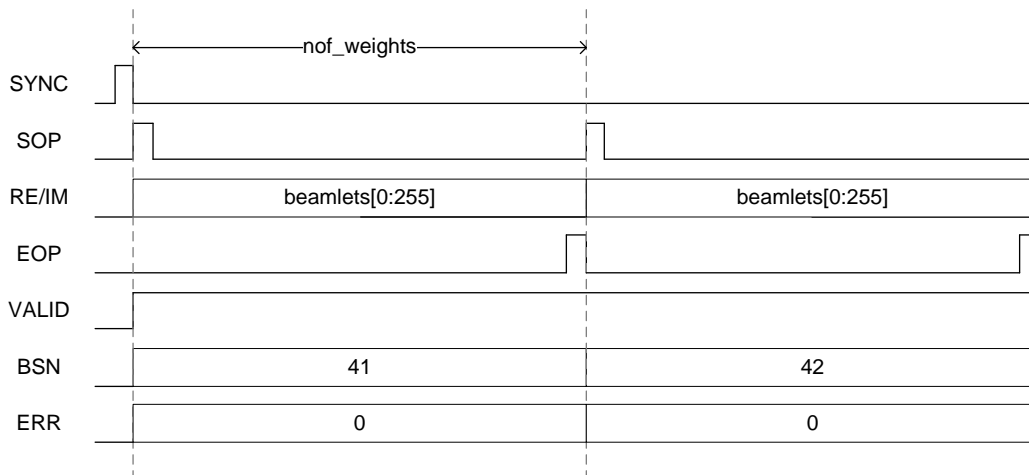 nof_weights
SYNC
SOP
RE/IM beamlets[0:255] beamlets[0:255]
EOP
VALID
BSN 41 42
ERR 0 0